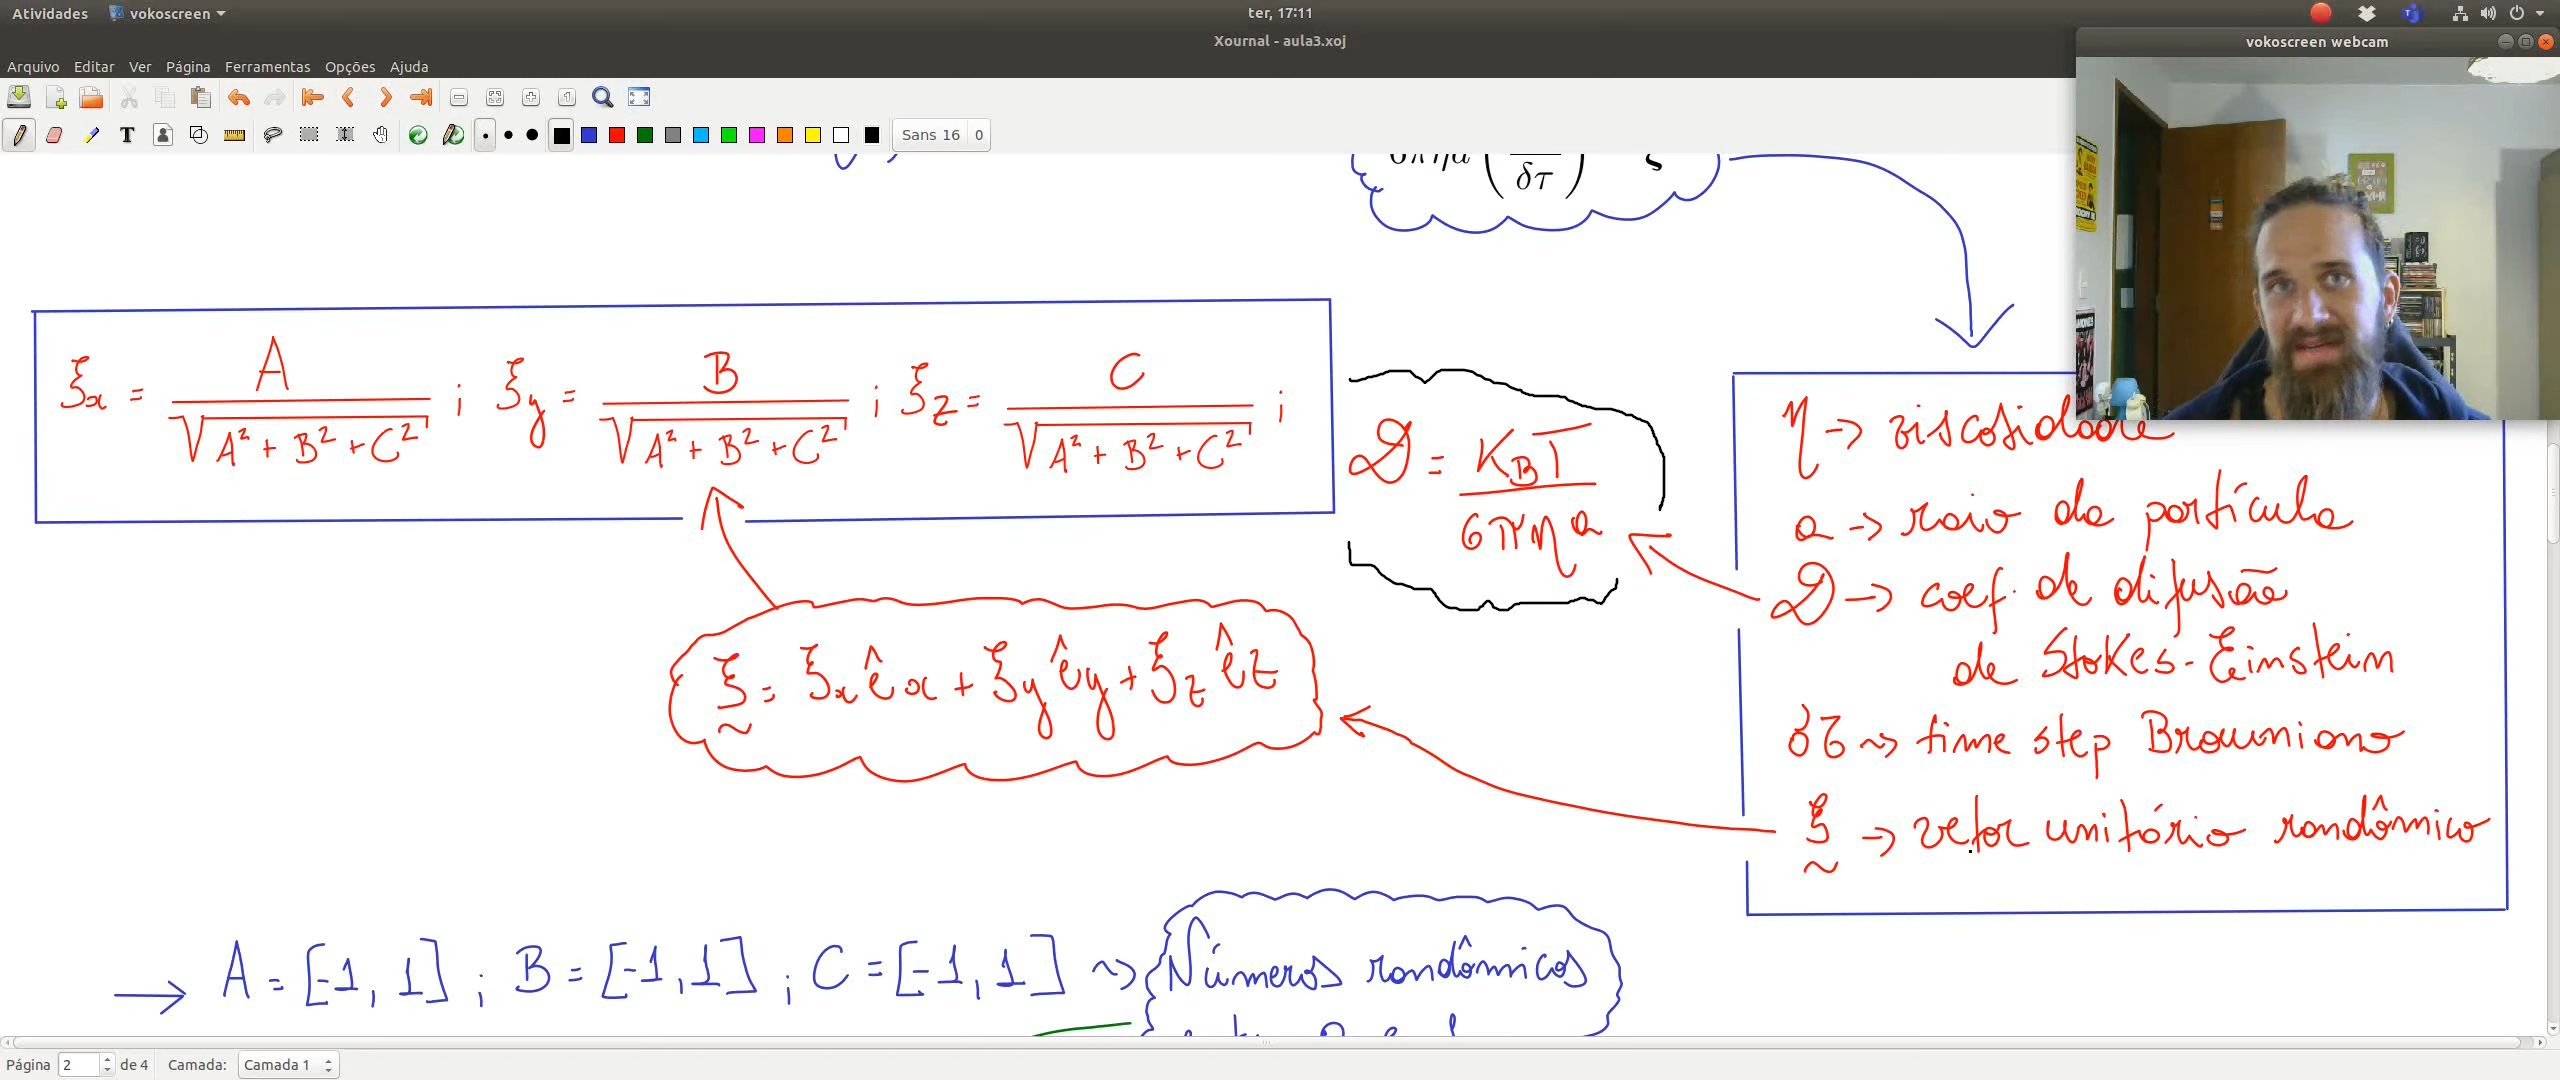 Atividades vokoscreen ter, 17:11
Xournal - aula3.xoj
vokoscreen webcam
Arquivo Editar Ver Página Ferramentas Opções Ajuda
Sans 16 0
6πηa ( / δτ ) ξ
ξx = A / √(A² + B² + C²) ; ξy = B / √(A² + B² + C²) ; ξz = C / √(A² + B² + C²) ;
𝒟 = KBT / 6πηa
η → viscosidade
a → raio da partícula
𝒟 → coef. de difusão
de Stokes-Einstein
δτ ~> time step Browniano
ξ → vetor unitário randômico
~
ξ = ξx êx + ξy êy + ξz êz
~
→ A = [-1, 1] ; B = [-1, 1] ; C = [-1, 1] ~> Números randômicos
Página 2 de 4 Camada: Camada 1